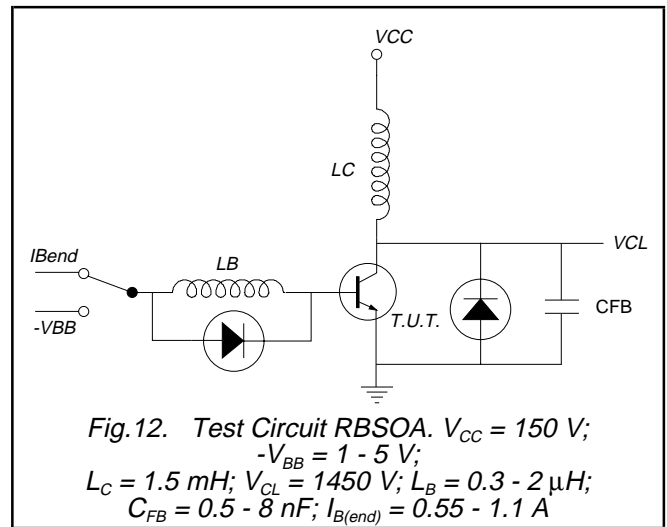 VCC
LC
IBend
LB
VCL
-VBB
T.U.T.
CFB
Fig.12. Test Circuit RBSOA. VCC = 150 V;
-VBB = 1 - 5 V;
LC = 1.5 mH; VCL = 1450 V; LB = 0.3 - 2 μH;
CFB = 0.5 - 8 nF; IB(end) = 0.55 - 1.1 A